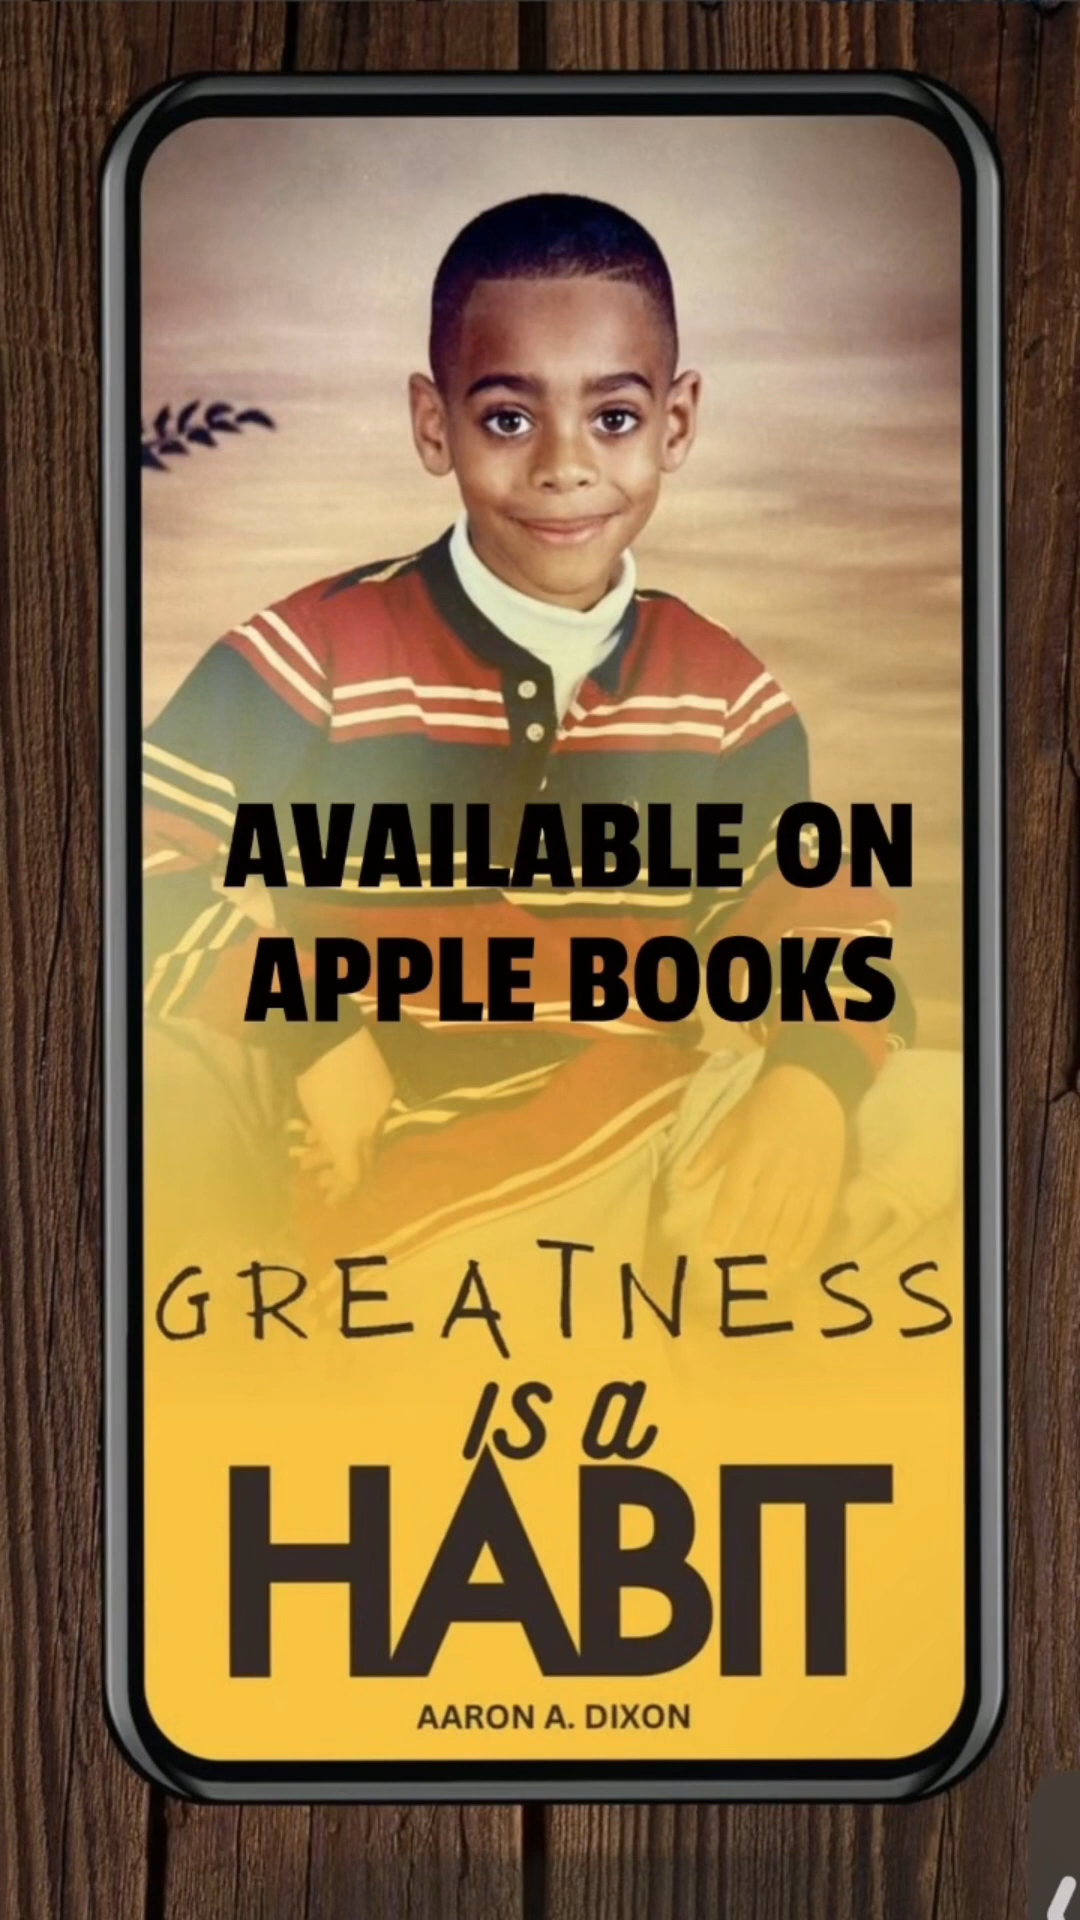 AVAILABLE ON
APPLE BOOKS
GREATNESS
is a
HABIT
AARON A. DIXON